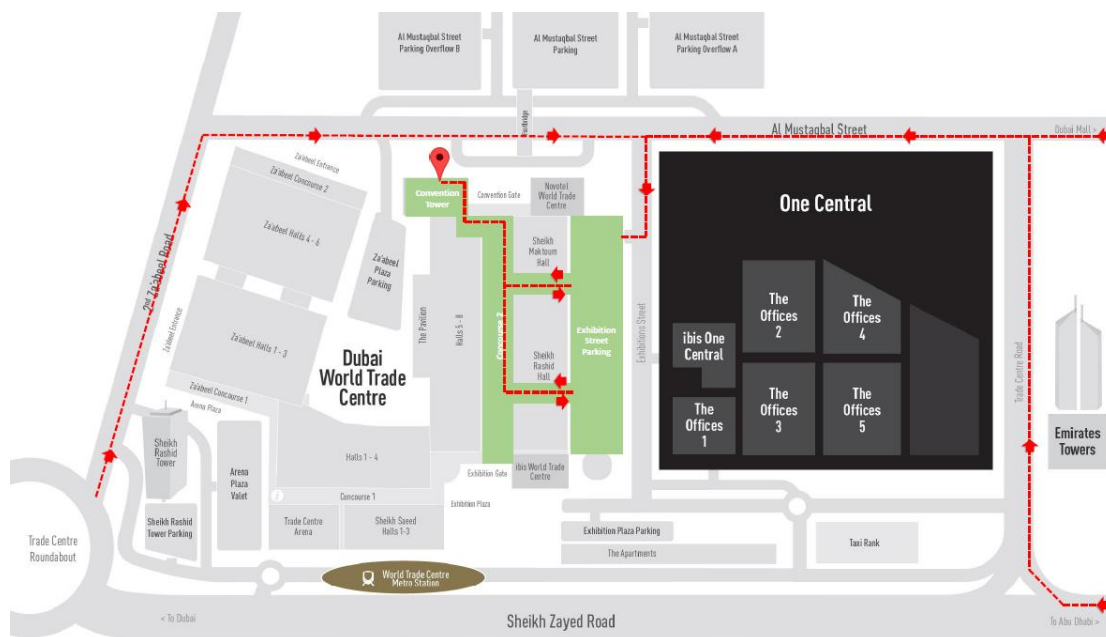 Al Mustaqbal Street
Parking Overflow B
Al Mustaqbal Street
Parking
Al Mustaqbal Street
Parking Overflow A
Footbridge
Al Mustaqbal Street
Dubai Mall >
Za'abeel Entrance
Za'abeel Concourse 2
Convention
Tower
Convention Gate
Novotel
World Trade
Centre
One Central
Za'abeel Halls 4 - 6
Za'abeel
Plaza
Parking
Sheikh
Maktoum
Hall
2nd Za'abeel Road
Za'abeel Entrance
Za'abeel Halls 1 - 3
The Pavilion
Halls 5 - 8
Concourse 2
Exhibition
Street
Parking
Exhibitions Street
The
Offices
2
The
Offices
4
ibis One
Central
Dubai
World Trade
Centre
Sheikh
Rashid
Hall
Trade Centre Road
Za'abeel Concourse 1
Arena Plaza
The
Offices
1
The
Offices
3
The
Offices
5
Emirates
Towers
Sheikh
Rashid
Tower
Arena
Plaza
Valet
Halls 1 - 4
Exhibition Gate
ibis World Trade
Centre
i
Concourse 1
Exhibition Plaza
Sheikh Rashid
Tower Parking
Trade Centre
Arena
Sheikh Saeed
Halls 1-3
Exhibition Plaza Parking
The Apartments
Taxi Rank
Trade Centre
Roundabout
World Trade Centre
Metro Station
< To Dubai
Sheikh Zayed Road
To Abu Dhabi >